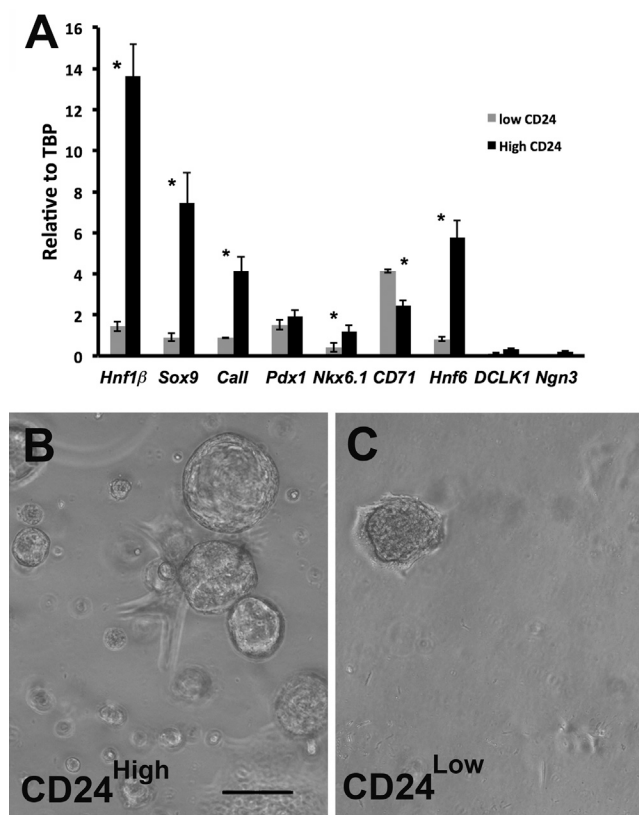 A
Relative to TBP
16
14
12
10
8
6
4
2
0
* * * * * *
low CD24
High CD24
Hnf1β Sox9 CaII Pdx1 Nkx6.1 CD71 Hnf6 DCLK1 Ngn3
B
CD24High
C
CD24Low